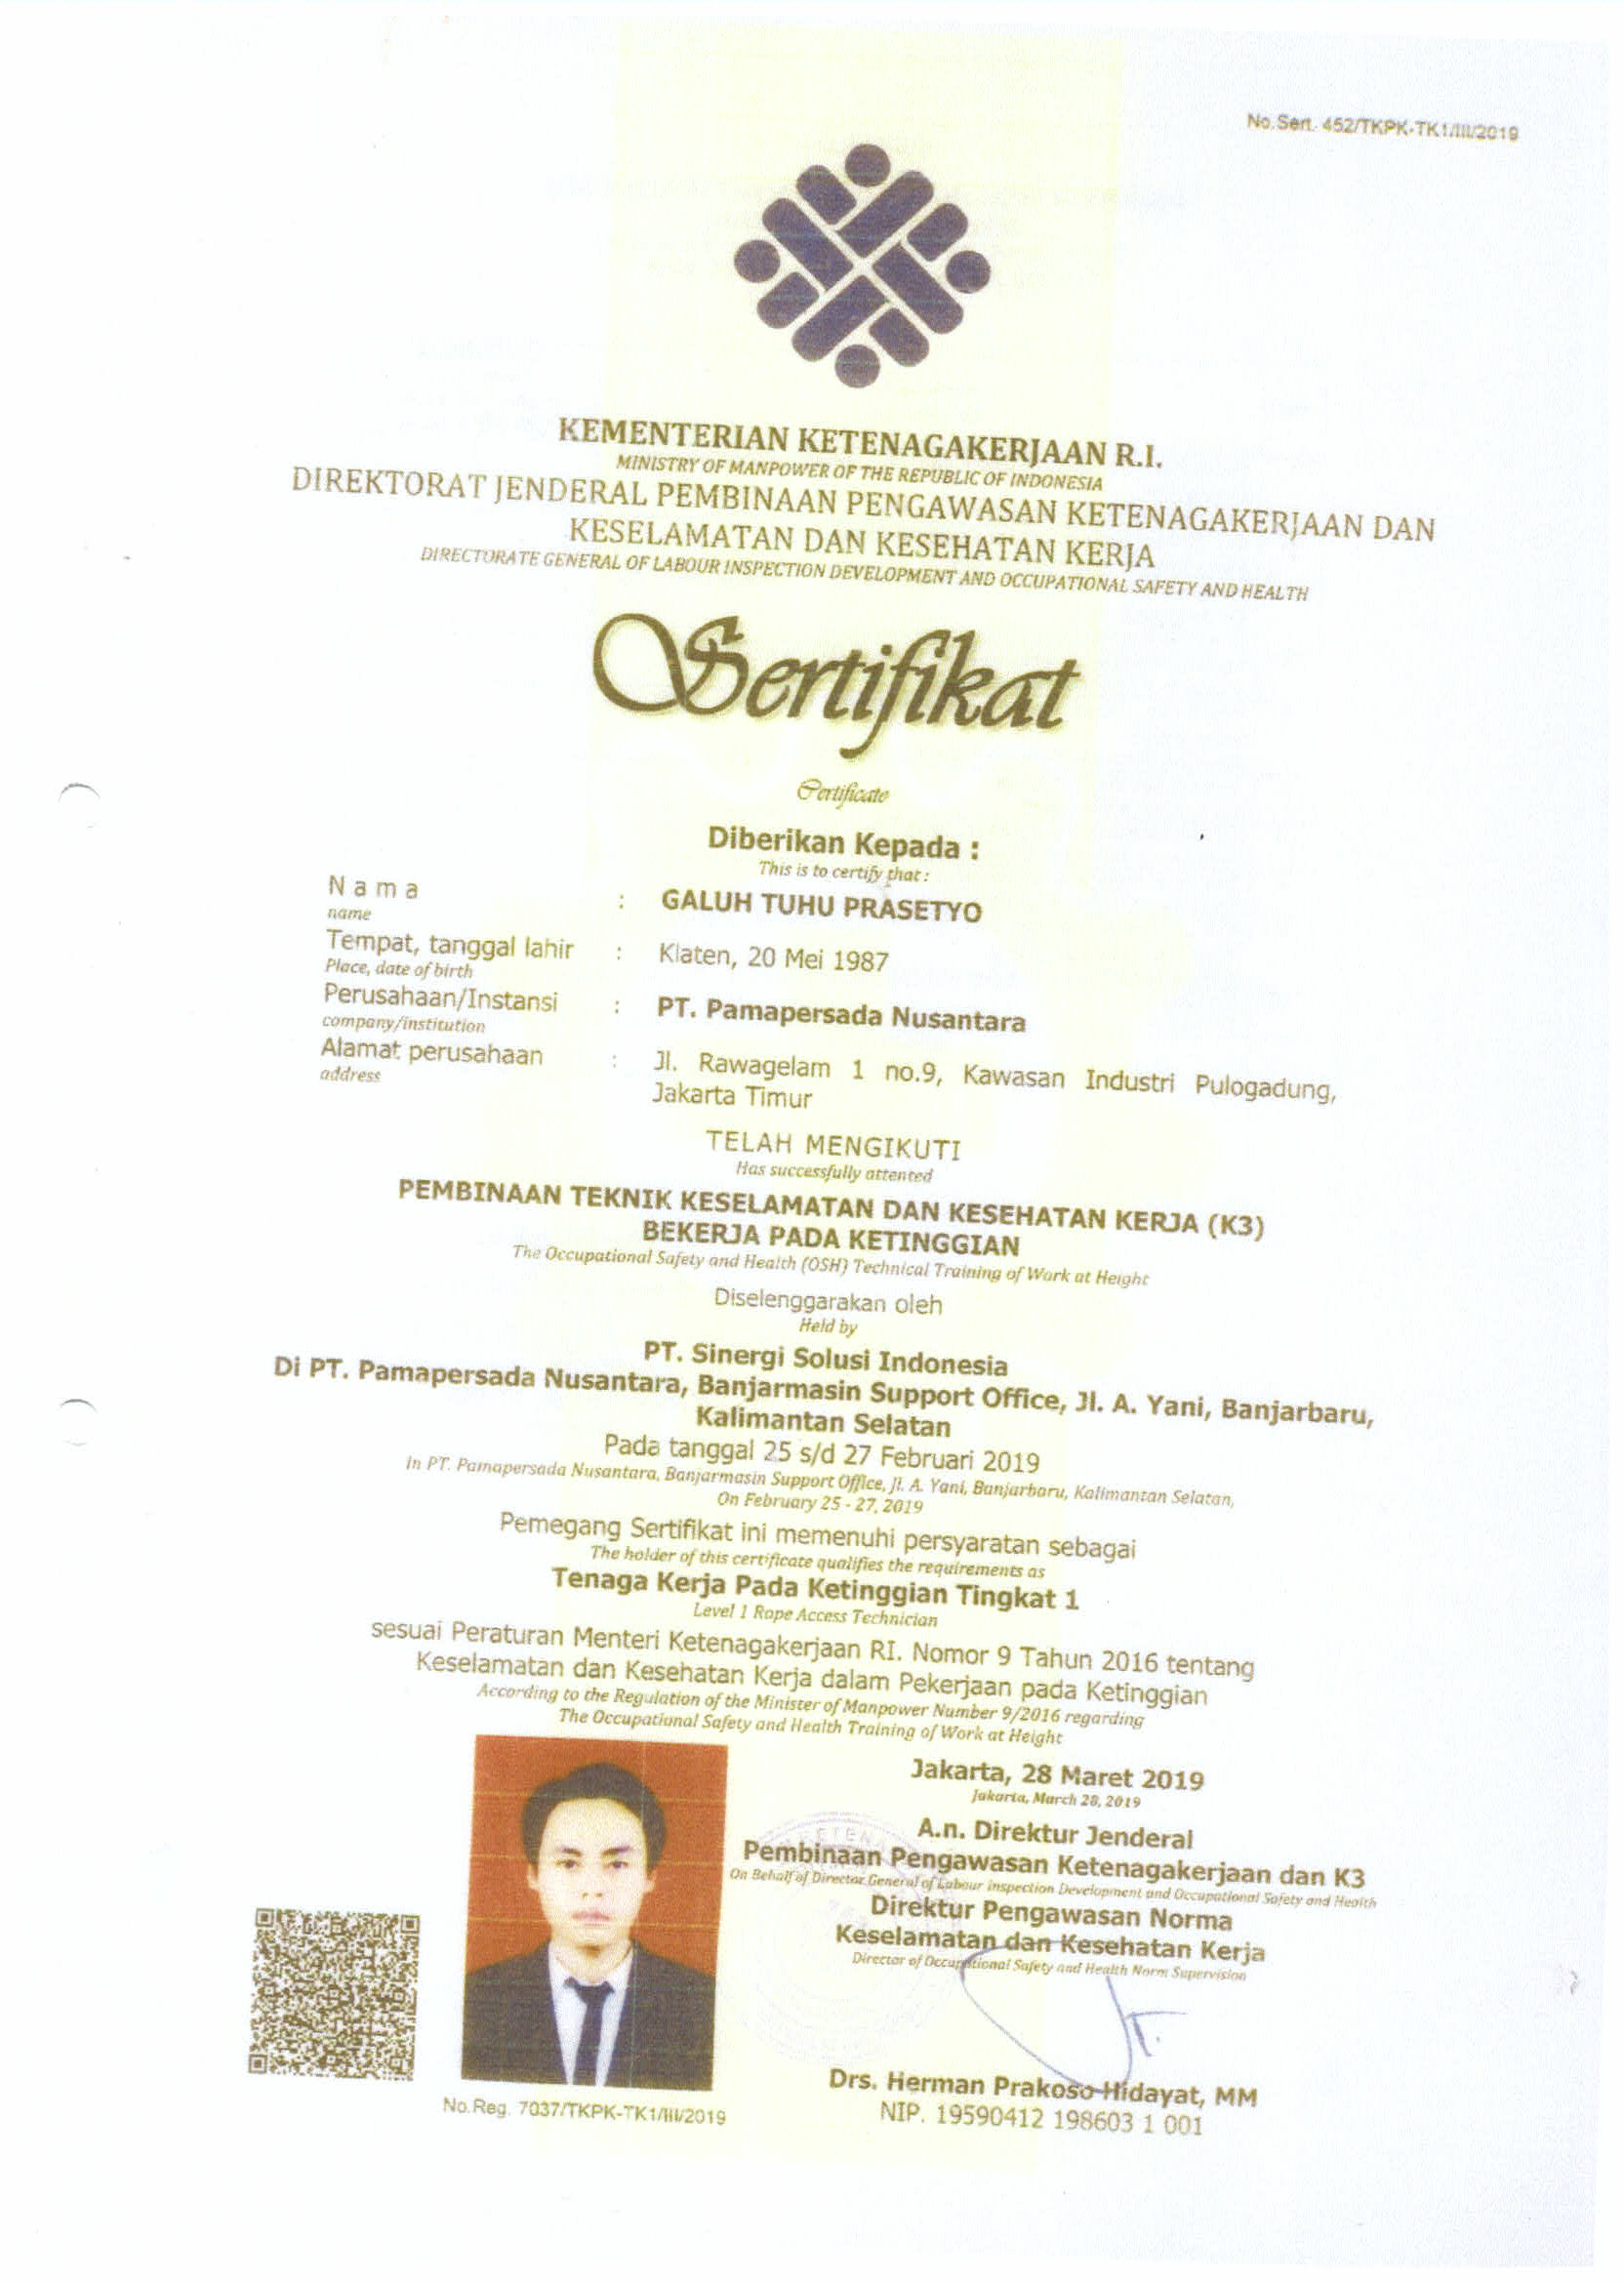 No.Sert. 452/TKPK-TK1/III/2019
KEMENTERIAN KETENAGAKERJAAN R.I.
MINISTRY OF MANPOWER OF THE REPUBLIC OF INDONESIA
DIREKTORAT JENDERAL PEMBINAAN PENGAWASAN KETENAGAKERJAAN DAN
KESELAMATAN DAN KESEHATAN KERJA
DIRECTORATE GENERAL OF LABOUR INSPECTION DEVELOPMENT AND OCCUPATIONAL SAFETY AND HEALTH
Sertifikat
Certificate
Diberikan Kepada :
This is to certify that :
Nama : GALUH TUHU PRASETYO
name
Tempat, tanggal lahir : Klaten, 20 Mei 1987
Place, date of birth
Perusahaan/Instansi : PT. Pamapersada Nusantara
company/institution
Alamat perusahaan : Jl. Rawagelam 1 no.9, Kawasan Industri Pulogadung,
address
Jakarta Timur
TELAH MENGIKUTI
Has successfully attented
PEMBINAAN TEKNIK KESELAMATAN DAN KESEHATAN KERJA (K3)
BEKERJA PADA KETINGGIAN
The Occupational Safety and Health (OSH) Technical Training of Work at Height
Diselenggarakan oleh
Held by
PT. Sinergi Solusi Indonesia
Di PT. Pamapersada Nusantara, Banjarmasin Support Office, Jl. A. Yani, Banjarbaru,
Kalimantan Selatan
Pada tanggal 25 s/d 27 Februari 2019
In PT. Pamapersada Nusantara, Banjarmasin Support Office, Jl. A. Yani, Banjarbaru, Kalimantan Selatan,
On February 25 - 27, 2019
Pemegang Sertifikat ini memenuhi persyaratan sebagai
The holder of this certificate qualifies the requirements as
Tenaga Kerja Pada Ketinggian Tingkat 1
Level 1 Rope Access Technician
sesuai Peraturan Menteri Ketenagakerjaan RI. Nomor 9 Tahun 2016 tentang
Keselamatan dan Kesehatan Kerja dalam Pekerjaan pada Ketinggian
According to the Regulation of the Minister of Manpower Number 9/2016 regarding
The Occupational Safety and Health Training of Work at Height
Jakarta, 28 Maret 2019
Jakarta, March 28, 2019
A.n. Direktur Jenderal
Pembinaan Pengawasan Ketenagakerjaan dan K3
On Behalf of Director General of Labour inspection Development and Occupational Safety and Health
Direktur Pengawasan Norma
Keselamatan dan Kesehatan Kerja
Director of Occupational Safety and Health Norm Supervision
Drs. Herman Prakoso Hidayat, MM
NIP. 19590412 198603 1 001
No.Reg. 7037/TKPK-TK1/III/2019